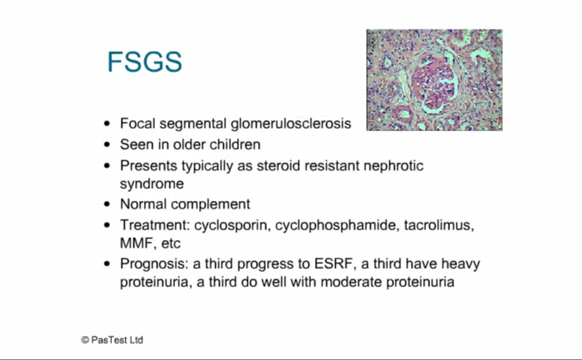 FSGS
• Focal segmental glomerulosclerosis
• Seen in older children
• Presents typically as steroid resistant nephrotic
syndrome
• Normal complement
• Treatment: cyclosporin, cyclophosphamide, tacrolimus,
MMF, etc
• Prognosis: a third progress to ESRF, a third have heavy
proteinuria, a third do well with moderate proteinuria
© PasTest Ltd